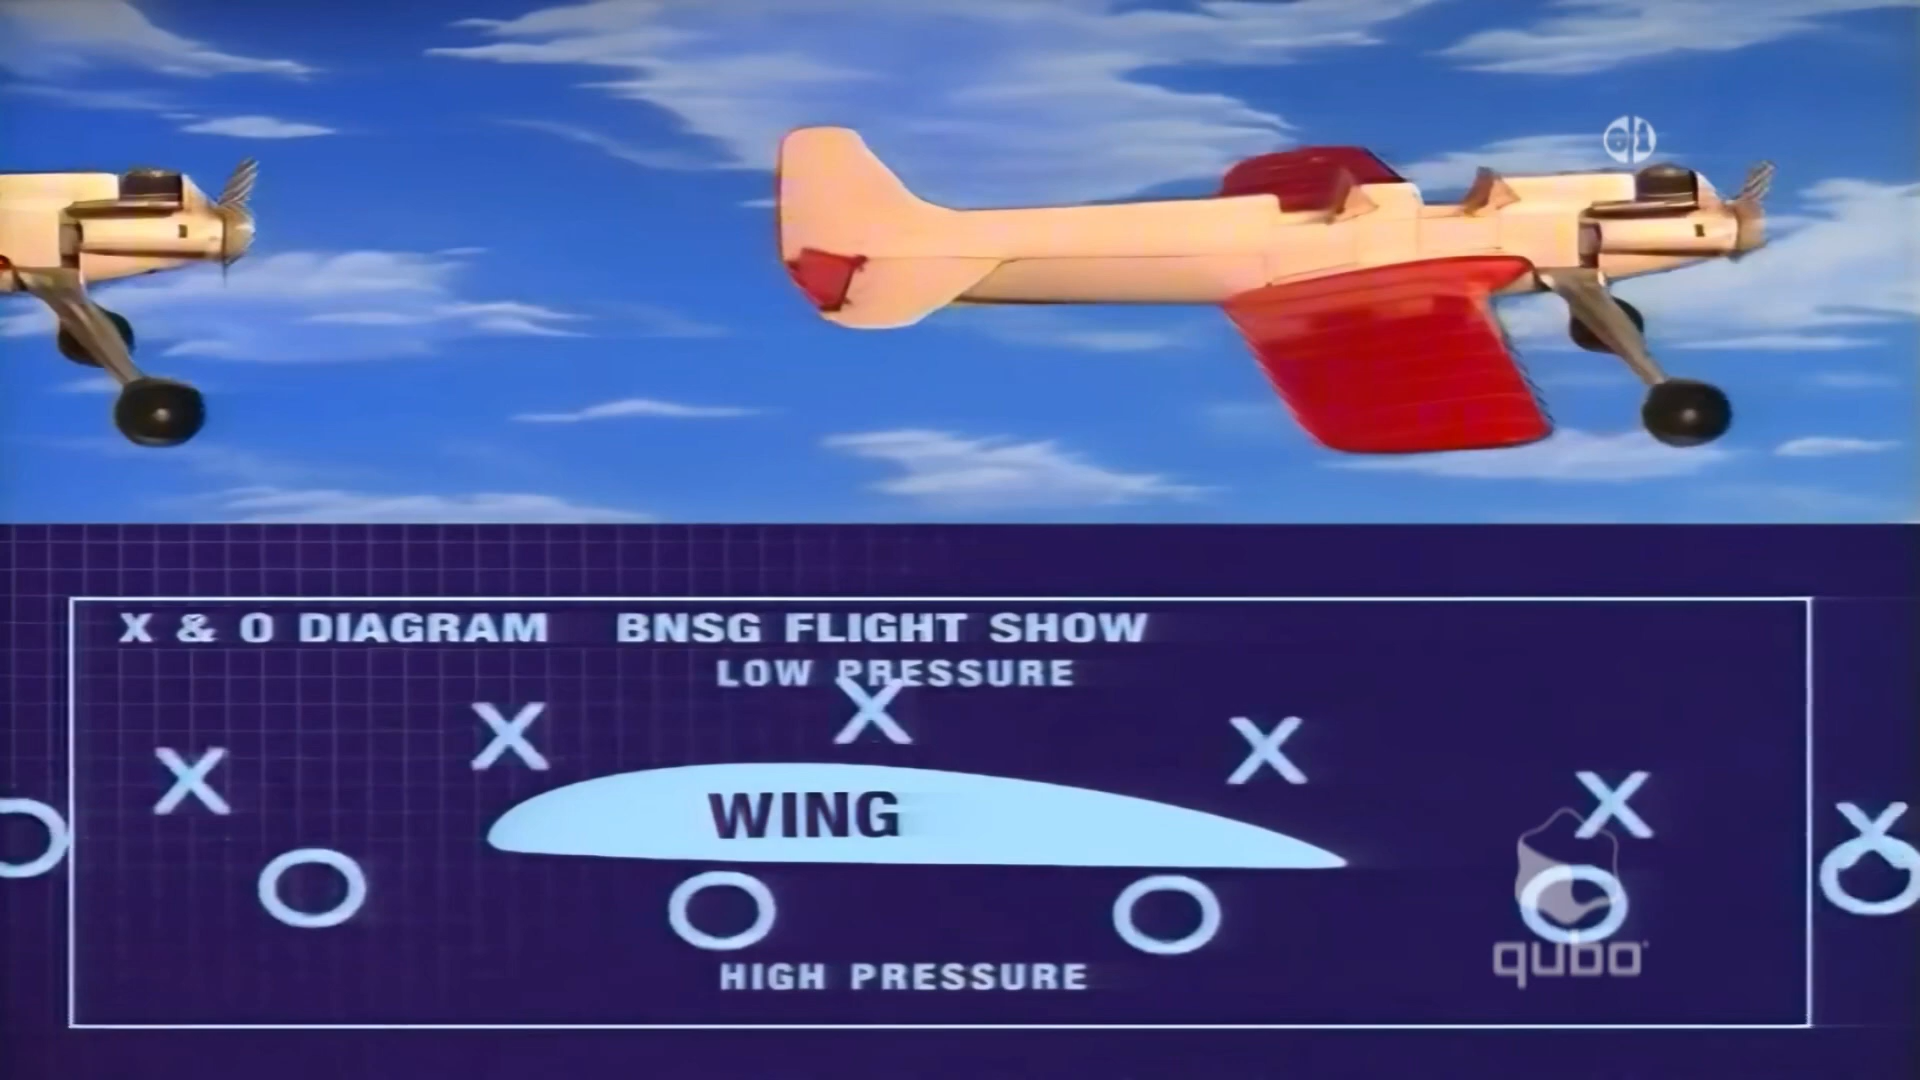 X & O DIAGRAM BNSG FLIGHT SHOW
LOW PRESSURE
X X X X X X
WING
O O O O O O
HIGH PRESSURE
qubo